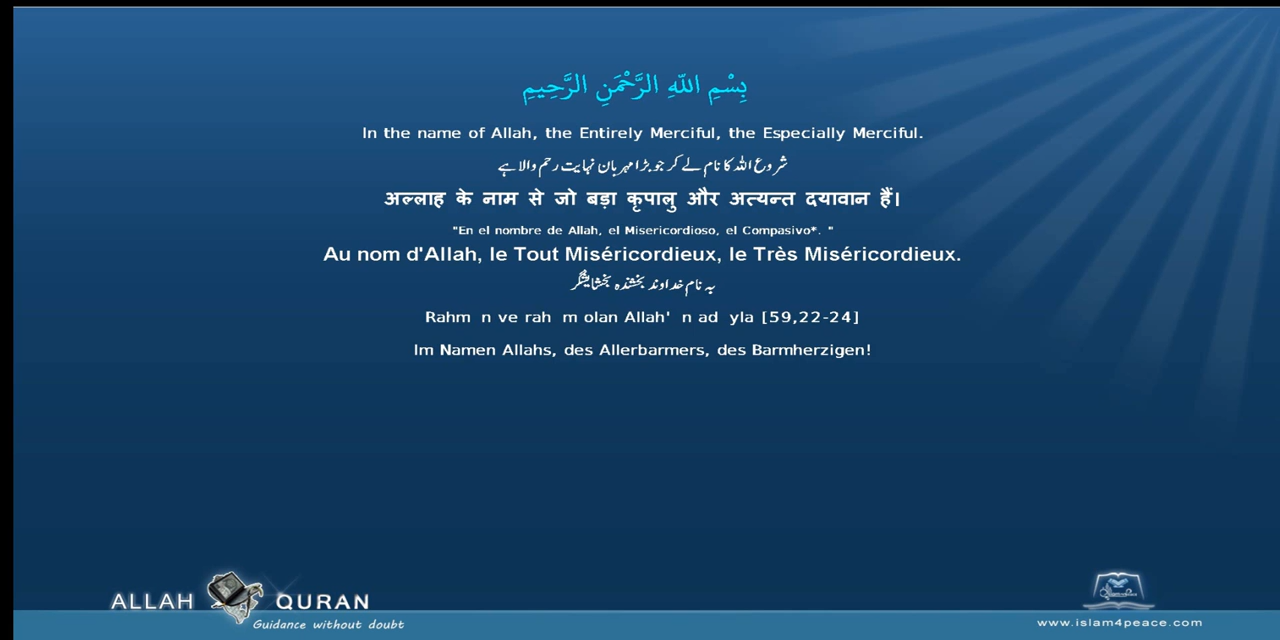 بِسْمِ اللَّهِ الرَّحْمَنِ الرَّحِيمِ
In the name of Allah, the Entirely Merciful, the Especially Merciful.
شروع الله کا نام لے کر جو بڑا مہربان نہایت رحم والا ہے
अल्लाह के नाम से जो बड़ा कृपालु और अत्यन्त दयावान हैं।
"En el nombre de Allah, el Misericordioso, el Compasivo*. "
Au nom d'Allah, le Tout Miséricordieux, le Très Miséricordieux.
به نام خداوند بخشنده بخشایشگر
Rahm n ve rah m olan Allah' n ad yla [59,22-24]
Im Namen Allahs, des Allerbarmers, des Barmherzigen!
ALLAH QURAN
Guidance without doubt
www.islam4peace.com